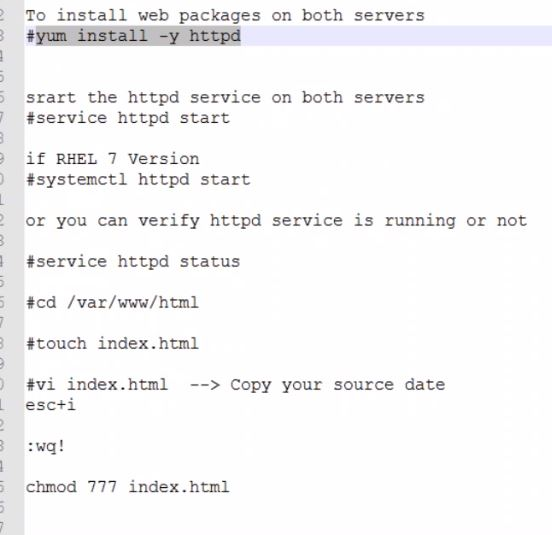 To install web packages on both servers
#yum install -y httpd
srart the httpd service on both servers
#service httpd start
if RHEL 7 Version
#systemctl httpd start
or you can verify httpd service is running or not
#service httpd status
#cd /var/www/html
#touch index.html
#vi index.html  --> Copy your source date
esc+i
:wq!
chmod 777 index.html